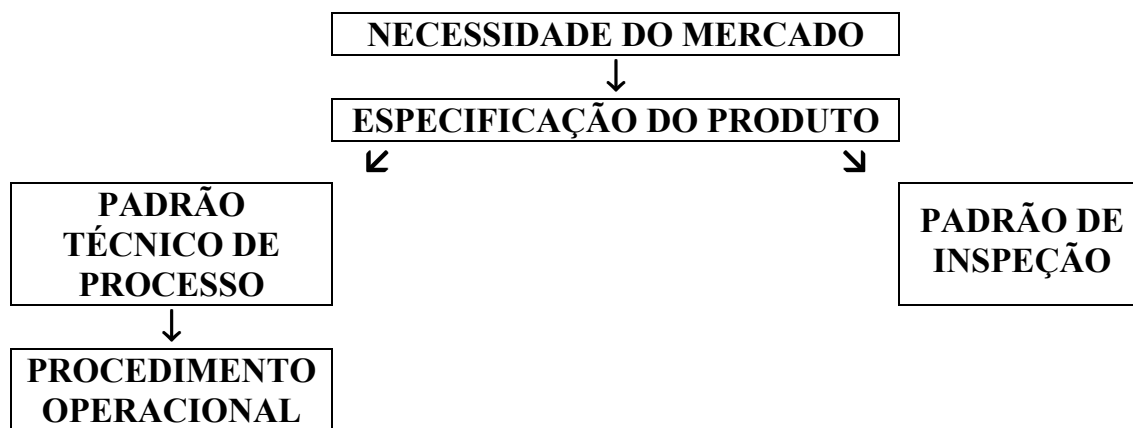 NECESSIDADE DO MERCADO
ESPECIFICAÇÃO DO PRODUTO
PADRÃO
TÉCNICO DE
PROCESSO
PADRÃO DE
INSPEÇÃO
PROCEDIMENTO
OPERACIONAL